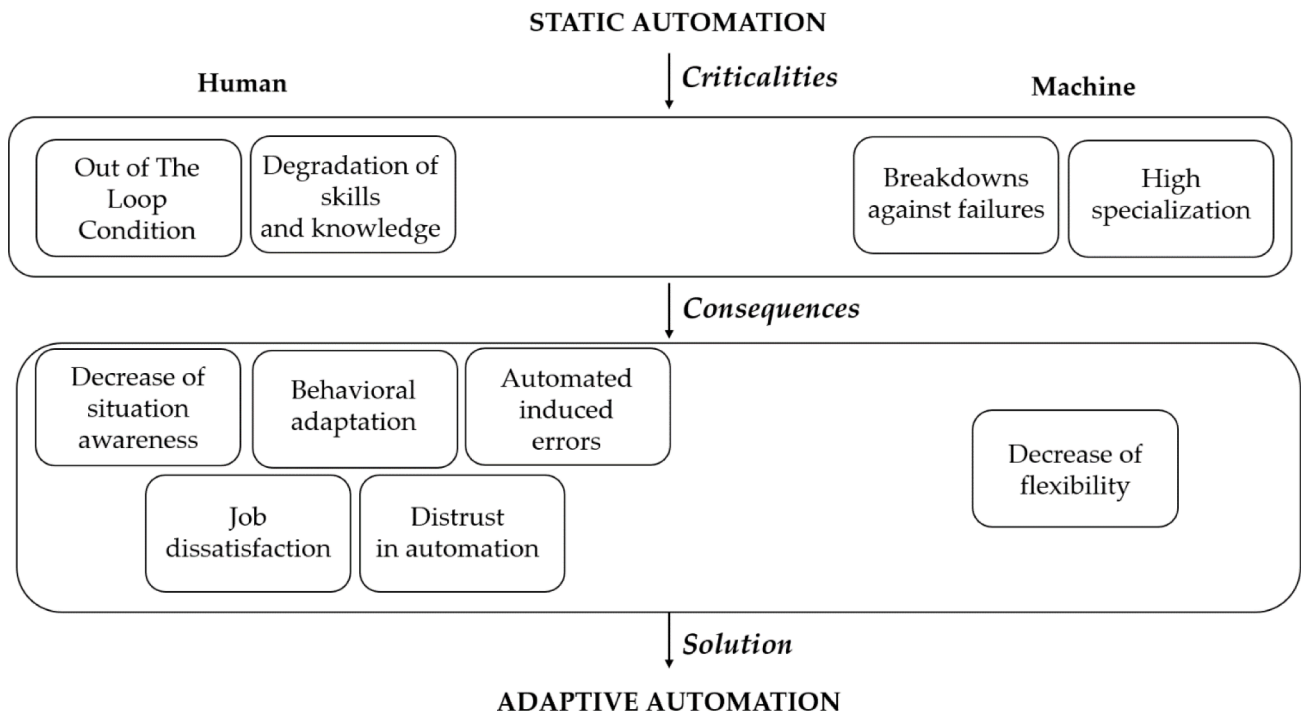 STATIC AUTOMATION
Criticalities
Human
Machine
Out of The
Loop
Condition
Degradation of
skills
and knowledge
Breakdowns
against failures
High
specialization
Consequences
Decrease of
situation
awareness
Behavioral
adaptation
Automated
induced
errors
Job
dissatisfaction
Distrust
in automation
Decrease of
flexibility
Solution
ADAPTIVE AUTOMATION